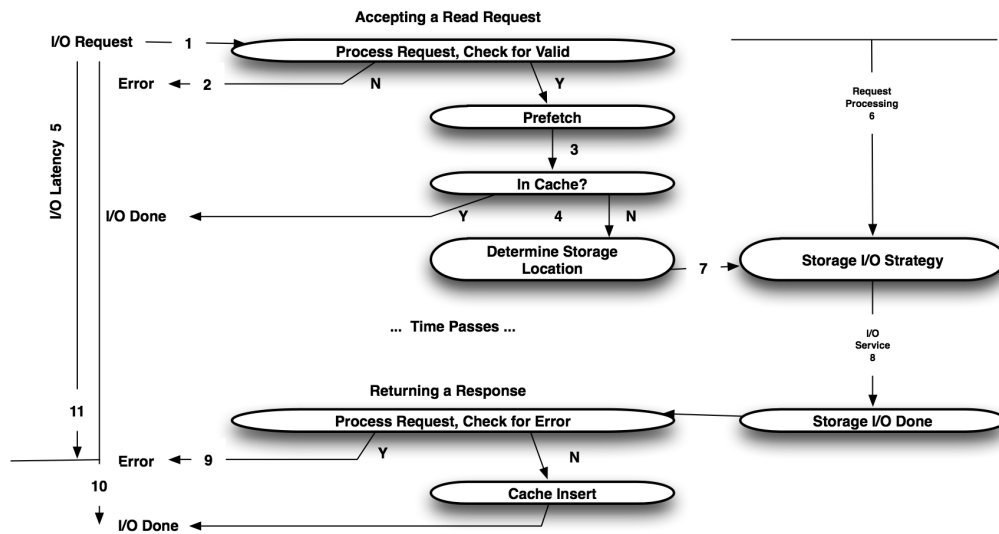 Accepting a Read Request
I/O Request
1
Process Request, Check for Valid
Error
2
N
Y
Request
Processing
6
Prefetch
3
I/O Latency 5
In Cache?
I/O Done
Y
4
N
Determine Storage
Location
7
Storage I/O Strategy
... Time Passes ...
I/O
Service
8
Returning a Response
11
Process Request, Check for Error
Storage I/O Done
Error
9
Y
N
10
Cache Insert
I/O Done